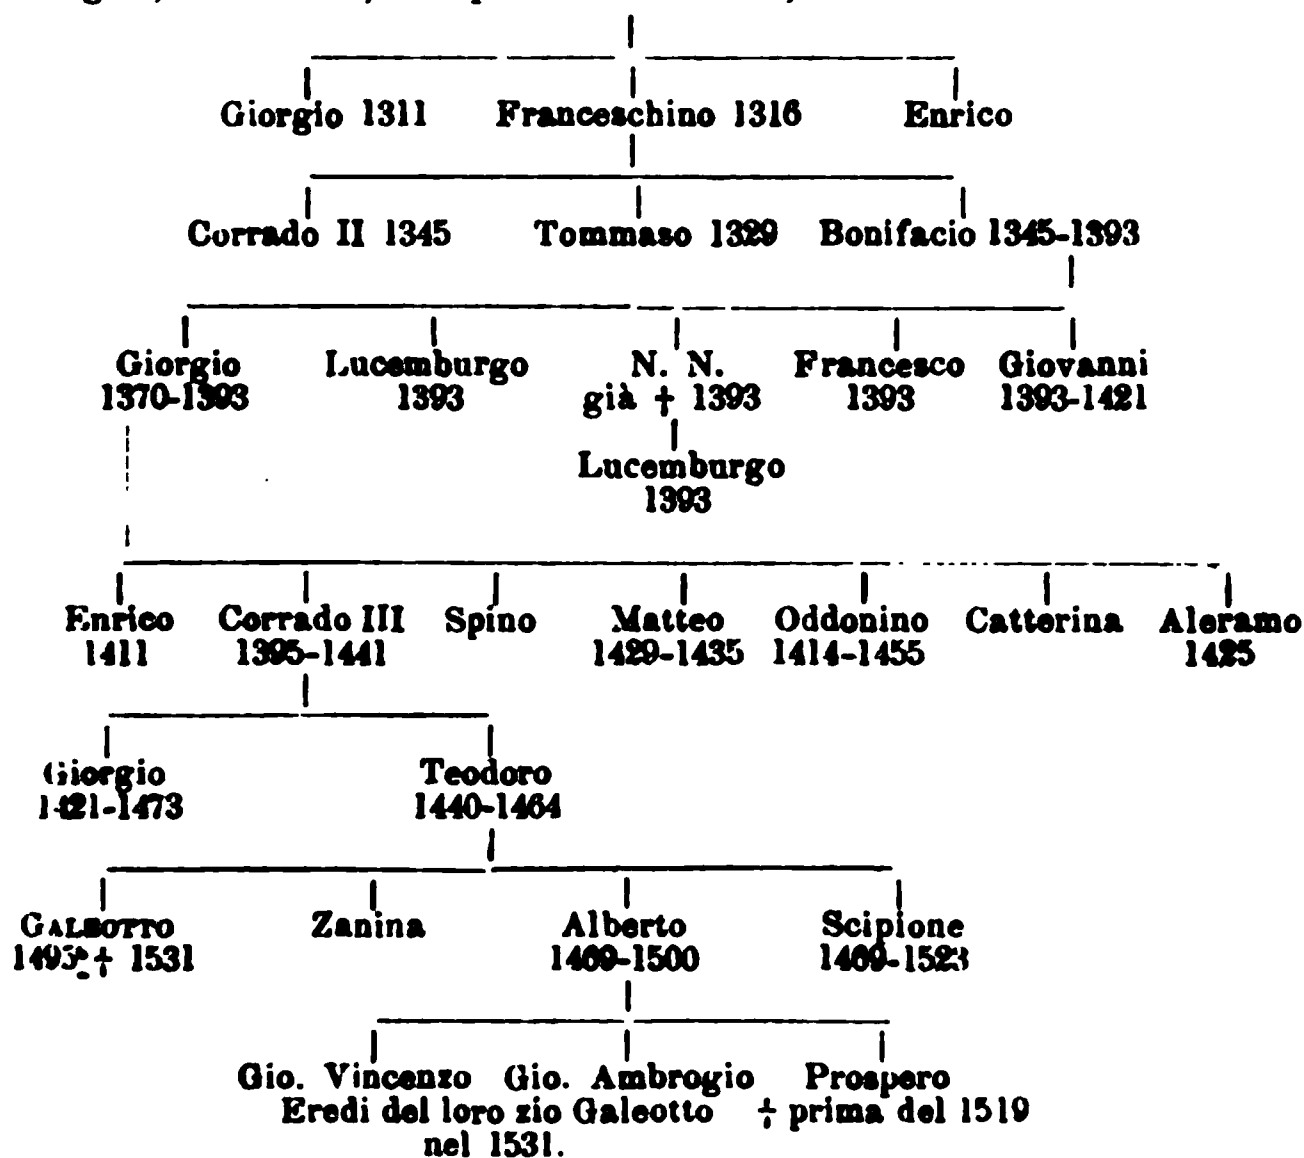 Giorgio 1311 Franceschino 1316 Enrico
Corrado II 1345 Tommaso 1329 Bonifacio 1345-1393
Giorgio Lucemburgo N. N. Francesco Giovanni
1370-1393 1393 già † 1393 1393 1393-1421
Lucemburgo
1393
Enrico Corrado III Spino Matteo Oddonino Catterina Aleramo
1411 1395-1441 1429-1435 1414-1455 1425
Giorgio Teodoro
1421-1473 1440-1464
GALEOTTO Zanina Alberto Scipione
† 1531 1469-1500 1469-1523
Gio. Vincenzo Gio. Ambrogio Prospero
Eredi del loro zio Galeotto † prima del 1519
nel 1531.